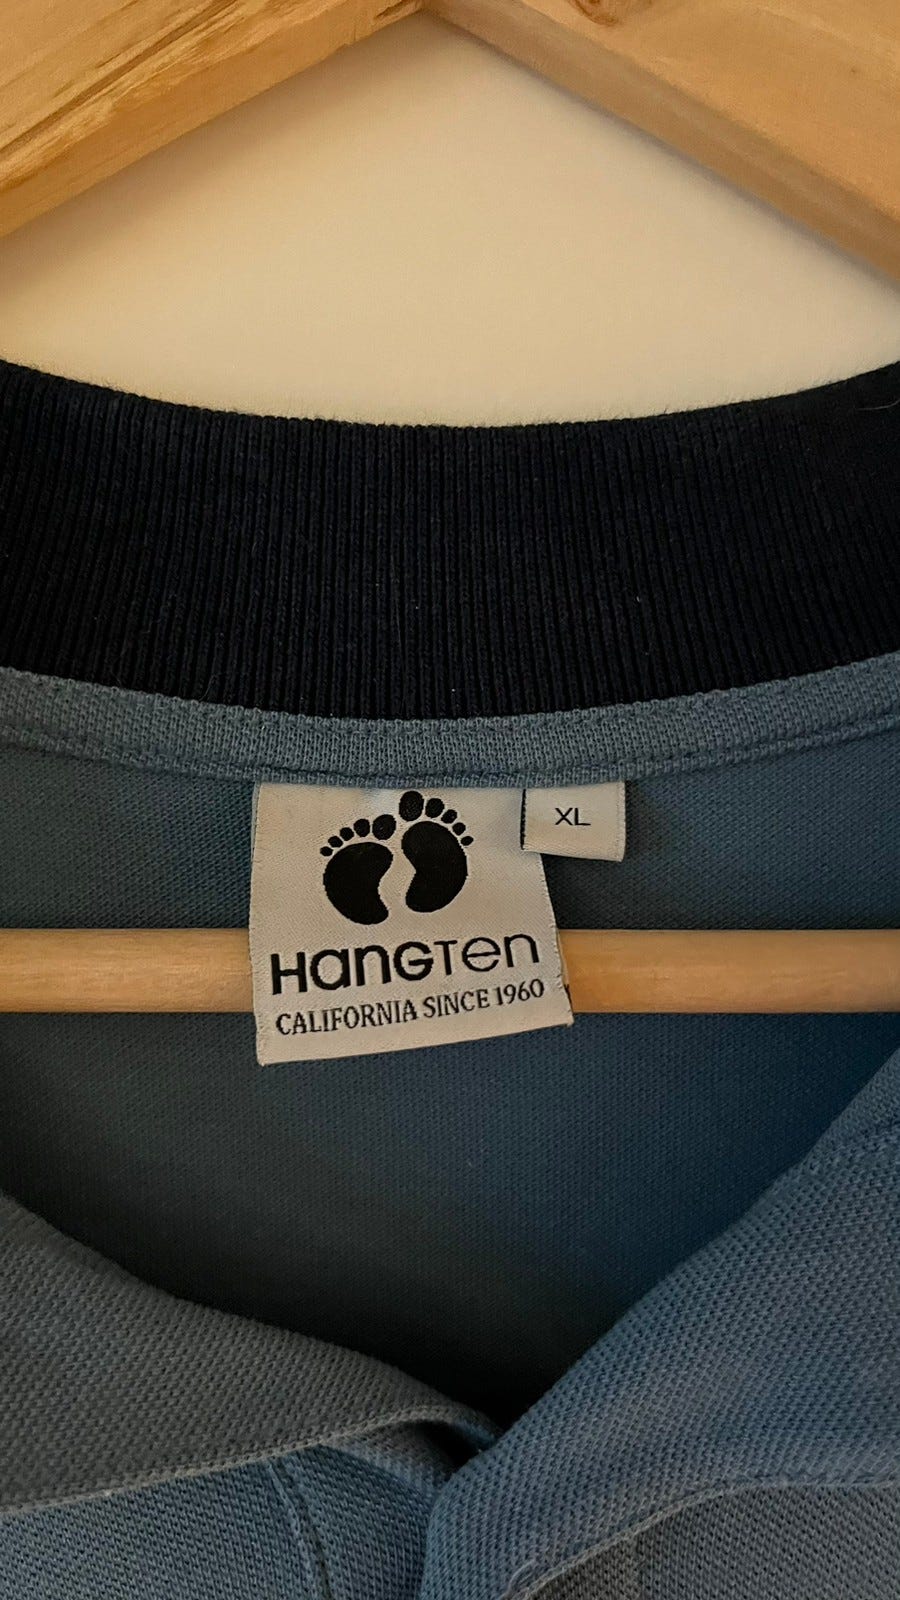 XL
HangTen
CALIFORNIA SINCE 1960